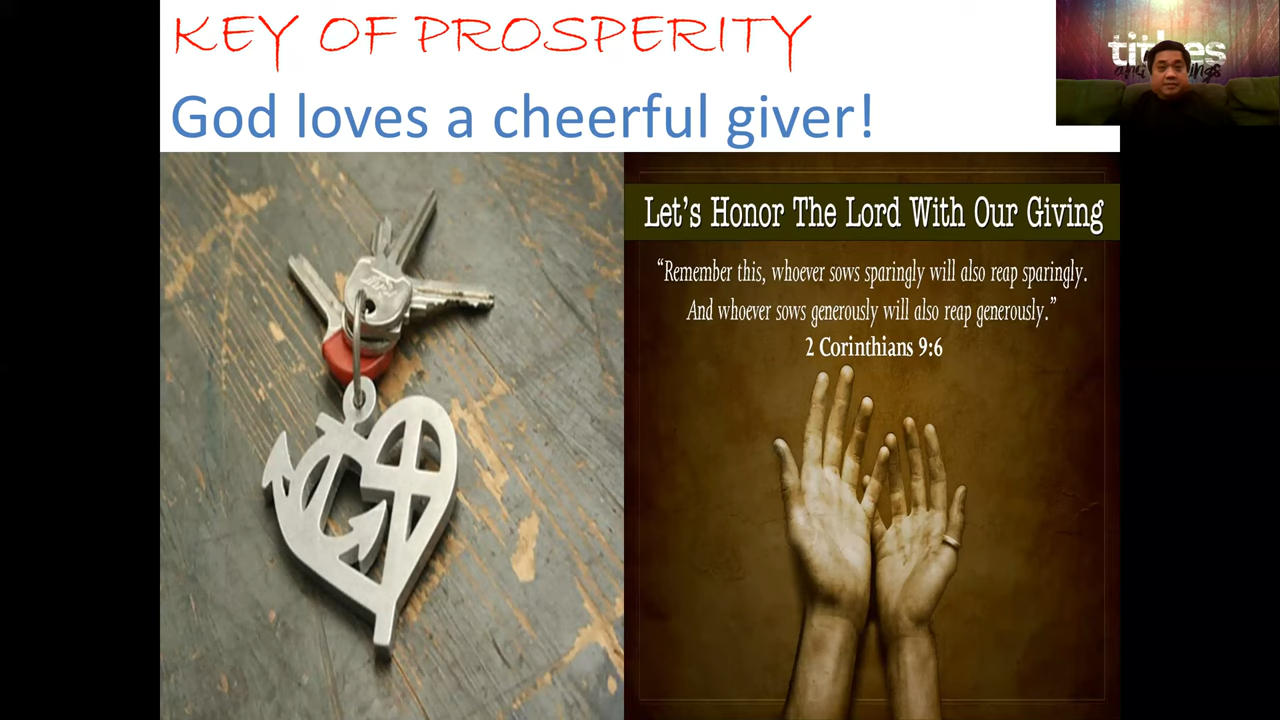 KEY OF PROSPERITY
God loves a cheerful giver!
tithes
Let's Honor The Lord With Our Giving
“Remember this, whoever sows sparingly will also reap sparingly.
And whoever sows generously will also reap generously.”
2 Corinthians 9:6